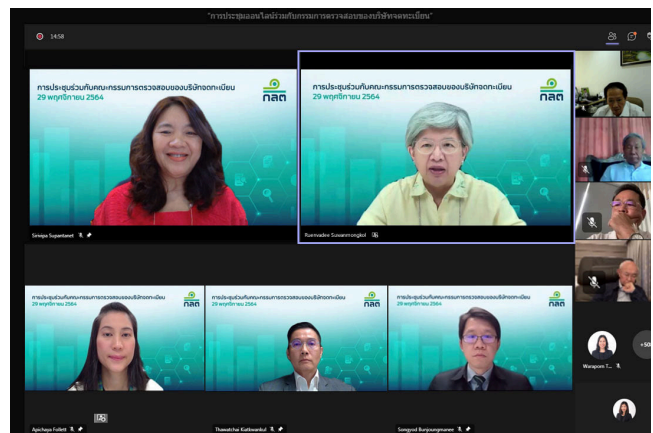 "การประชุมออนไลน์ร่วมกับกรรมการตรวจสอบของบริษัทจดทะเบียน"
14:58
การประชุมร่วมกับคณะกรรมการตรวจสอบของบริษัทจดทะเบียน
29 พฤศจิกายน 2564
กลต
Sirivipa Supantanet
การประชุมร่วมกับคณะกรรมการตรวจสอบของบริษัทจดทะเบียน
29 พฤศจิกายน 2564
กลต
Ruenvadee Suwanmongkol
การประชุมร่วมกับคณะกรรมการตรวจสอบของบริษัทจดทะเบียน
29 พฤศจิกายน 2564
กลต
Apichaya Follett
การประชุมร่วมกับคณะกรรมการตรวจสอบของบริษัทจดทะเบียน
29 พฤศจิกายน 2564
กลต
Thawatchai Kiatkwankul
การประชุมร่วมกับคณะกรรมการตรวจสอบของบริษัทจดทะเบียน
29 พฤศจิกายน 2564
กลต
Songyod Bunjoungmanee
Waraporn T...